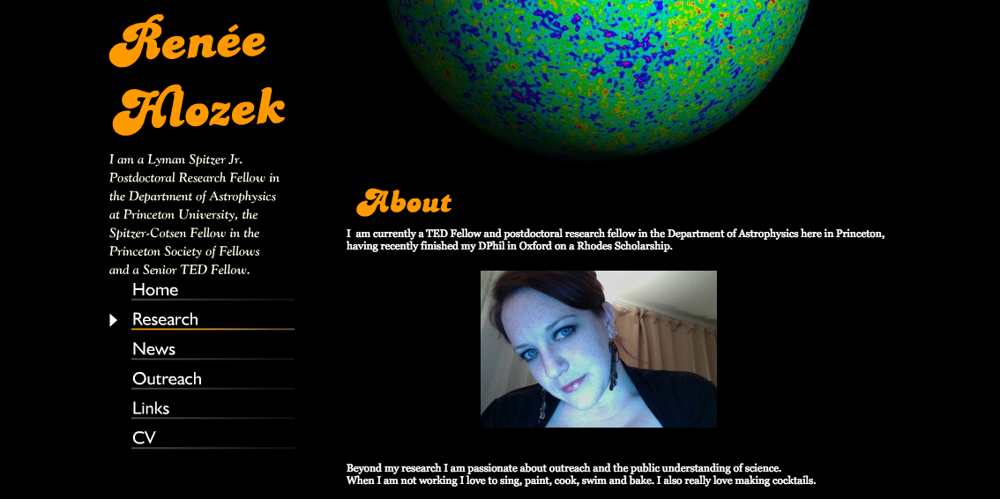 Renée
Hlozek
I am a Lyman Spitzer Jr.
Postdoctoral Research Fellow in
the Department of Astrophysics
at Princeton University, the
Spitzer-Cotsen Fellow in the
Princeton Society of Fellows
and a Senior TED Fellow.
Home
Research
News
Outreach
Links
CV
About
I am currently a TED Fellow and postdoctoral research fellow in the Department of Astrophysics here in Princeton,
having recently finished my DPhil in Oxford on a Rhodes Scholarship.
Beyond my research I am passionate about outreach and the public understanding of science.
When I am not working I love to sing, paint, cook, swim and bake. I also really love making cocktails.